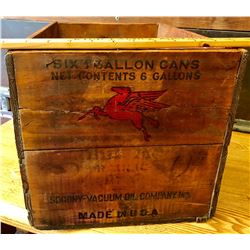 SIX 1 GALLON CANS
NET CONTENTS 6 GALLONS
SOCONY-VACUUM OIL COMPANY, INC.
MADE IN U.S.A.